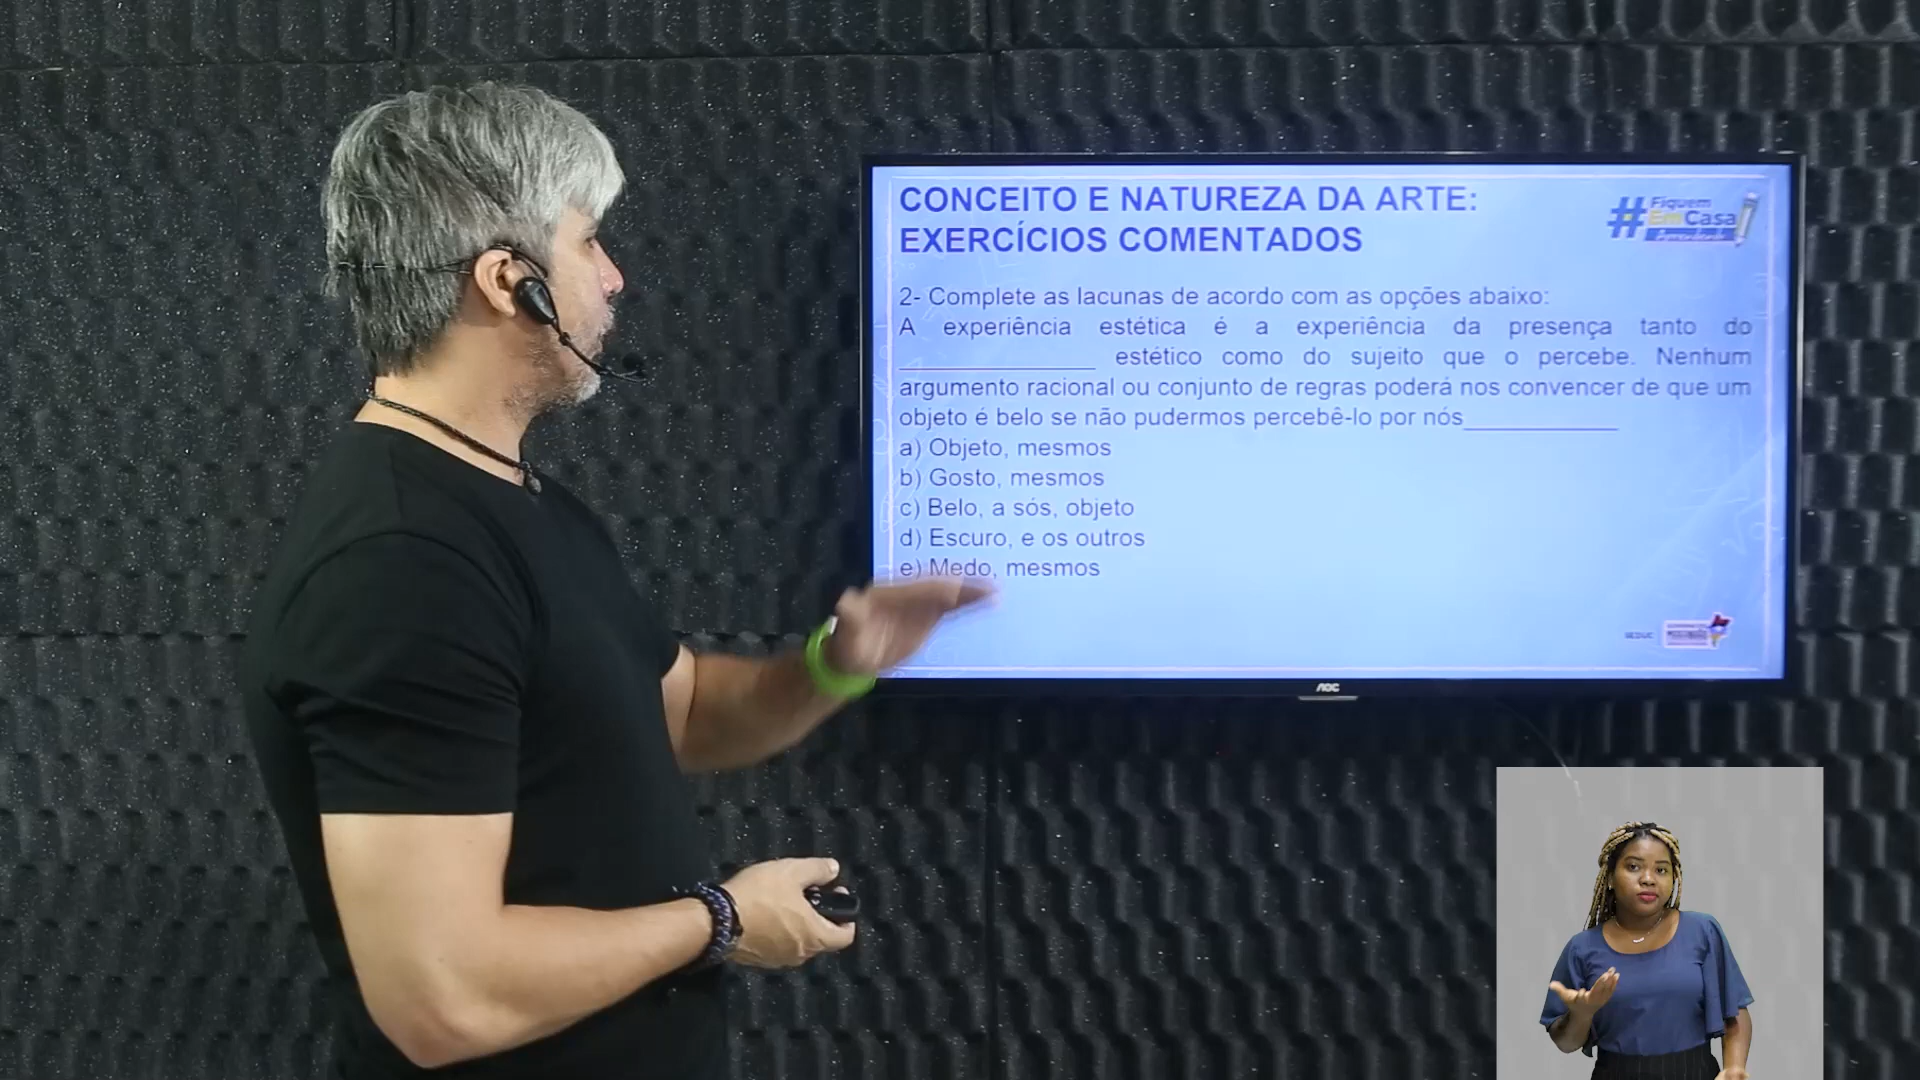 CONCEITO E NATUREZA DA ARTE:
EXERCÍCIOS COMENTADOS
#Fiquem
EmCasa
2- Complete as lacunas de acordo com as opções abaixo:
A experiência estética é a experiência da presença tanto do
______________ estético como do sujeito que o percebe. Nenhum
argumento racional ou conjunto de regras poderá nos convencer de que um
objeto é belo se não pudermos percebê-lo por nós___________
a) Objeto, mesmos
b) Gosto, mesmos
c) Belo, a sós, objeto
d) Escuro, e os outros
e) Medo, mesmos
SEDUC
AOC